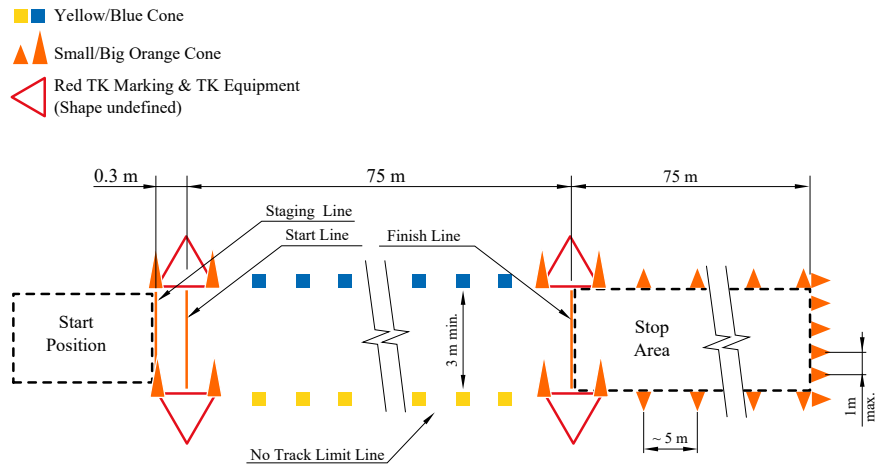 Yellow/Blue Cone
Small/Big Orange Cone
Red TK Marking & TK Equipment
(Shape undefined)
0.3 m
75 m
75 m
Staging Line
Start Line
Finish Line
Start
Position
3 m min.
Stop
Area
1m
max.
~ 5 m
No Track Limit Line